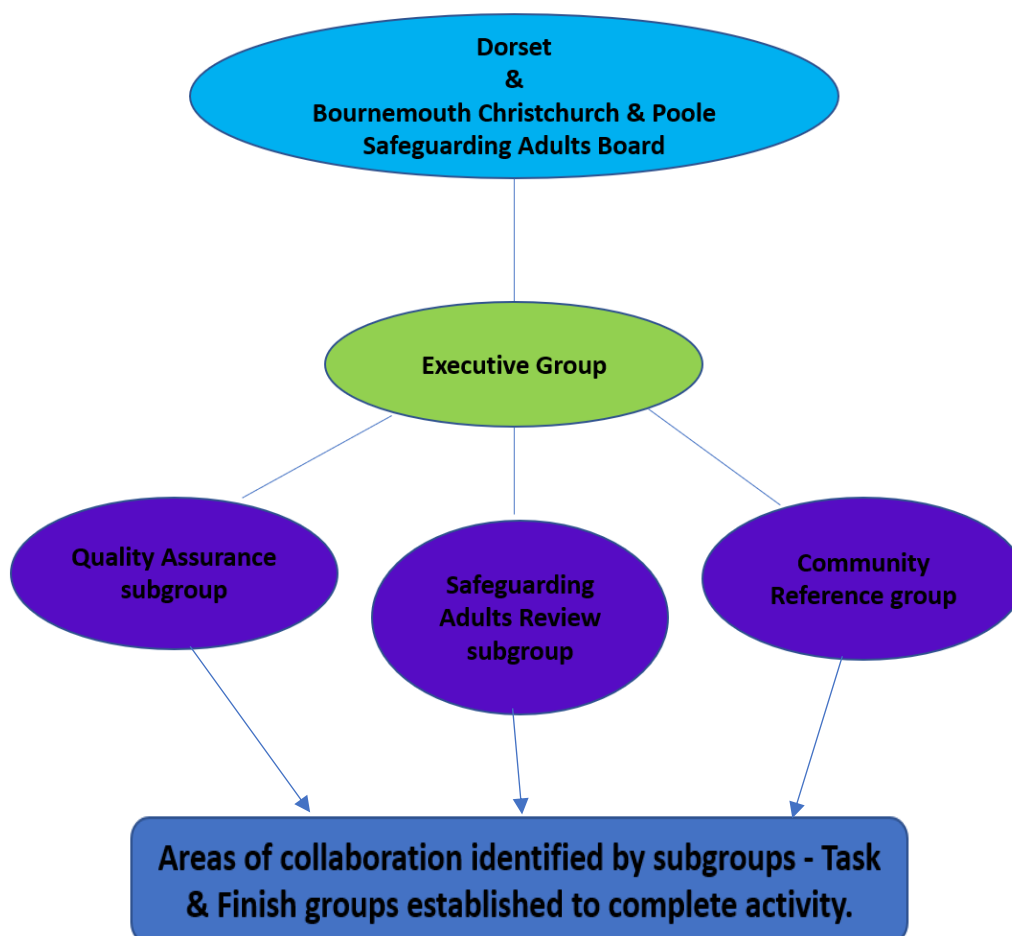 Dorset
&
Bournemouth Christchurch & Poole
Safeguarding Adults Board
Executive Group
Quality Assurance
subgroup
Safeguarding
Adults Review
subgroup
Community
Reference group
Areas of collaboration identified by subgroups - Task
& Finish groups established to complete activity.